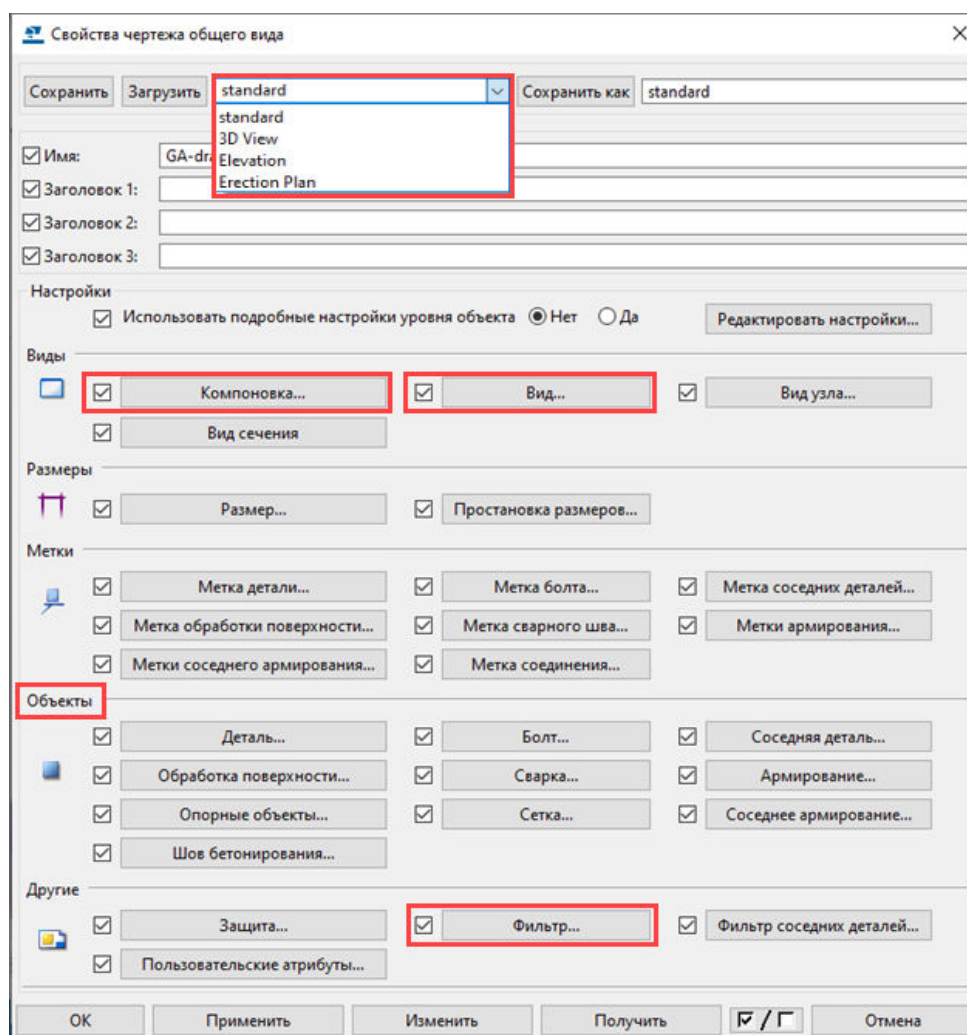 Свойства чертежа общего вида
Сохранить Загрузить standard Сохранить как standard
standard
3D View
Elevation
Erection Plan
Имя: GA-dra
Заголовок 1:
Заголовок 2:
Заголовок 3:
Настройки
Использовать подробные настройки уровня объекта Нет Да Редактировать настройки...
Виды
Компоновка... Вид... Вид узла...
Вид сечения
Размеры
Размер... Простановка размеров...
Метки
Метка детали... Метка болта... Метка соседних деталей...
Метка обработки поверхности... Метка сварного шва... Метки армирования...
Метки соседнего армирования... Метка соединения...
Объекты
Деталь... Болт... Соседняя деталь...
Обработка поверхности... Сварка... Армирование...
Опорные объекты... Сетка... Соседнее армирование...
Шов бетонирования...
Другие
Защита... Фильтр... Фильтр соседних деталей...
Пользовательские атрибуты...
ОК Применить Изменить Получить / Отмена